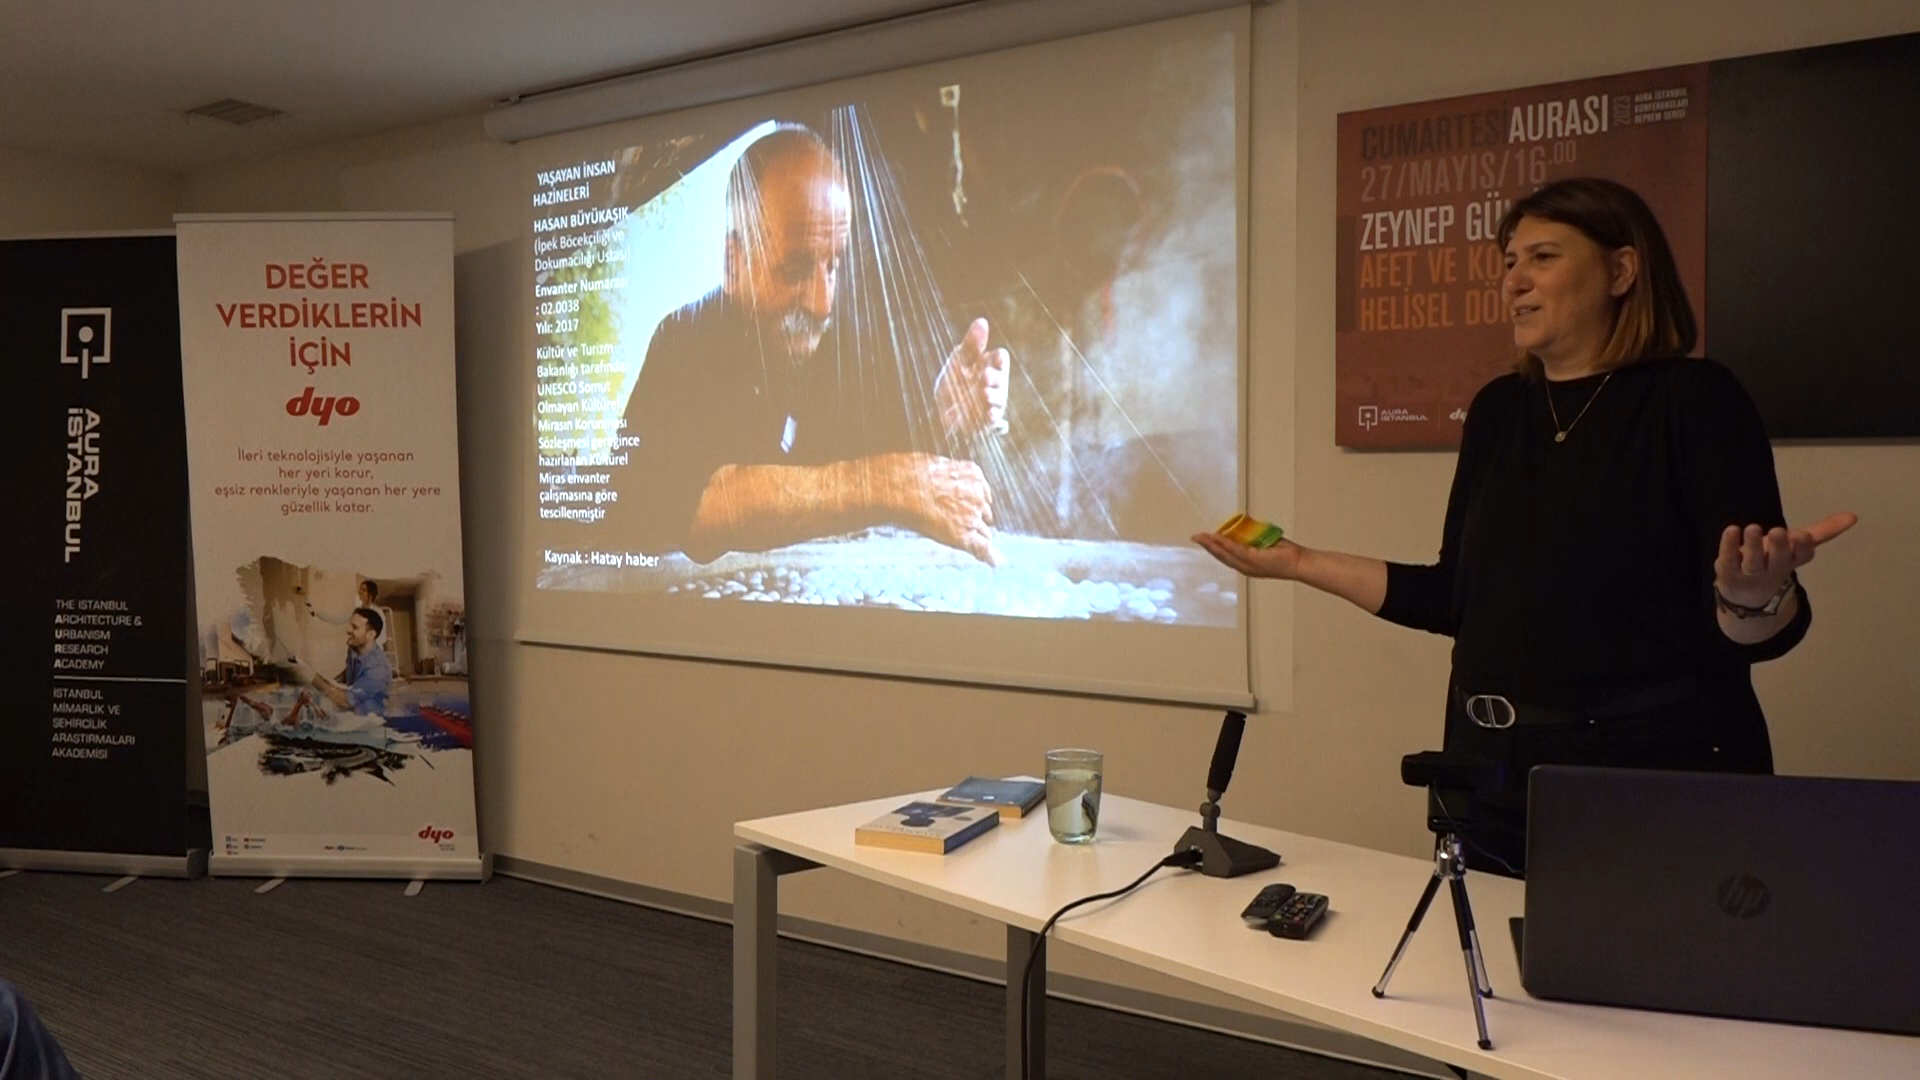 AURA
İSTANBUL
THE ISTANBUL
ARCHITECTURE &
URBANISM
RESEARCH
ACADEMY
İSTANBUL
MİMARLIK VE
ŞEHİRCİLİK
ARAŞTIRMALARI
AKADEMİSİ
DEĞER
VERDİKLERİN
İÇİN
dyo
İleri teknolojisiyle yaşanan
her yeri korur,
eşsiz renkleriyle yaşanan her yere
güzellik katar.
dyo
YAŞAYAN İNSAN
HAZİNELERİ
HASAN BÜYÜKAŞIK
(İpek Böcekçiliği ve
Dokumacılığı Ustası)
Envanter Numarası
: 02.0038
Yılı: 2017
Kültür ve Turizm
Bakanlığı tarafından
UNESCO Somut
Olmayan Kültürel
Mirasın Korunması
Sözleşmesi gereğince
hazırlanan Kültürel
Miras envanter
çalışmasına göre
tescillenmiştir
Kaynak : Hatay haber
CUMARTESİ AURASI
2023
AURA İSTANBUL
KONFERANSLARI
DEPREM SERİSİ
27/MAYIS/16.00
ZEYNEP GÜL
AFET VE
HELİSEL
AURA
İSTANBUL
hp